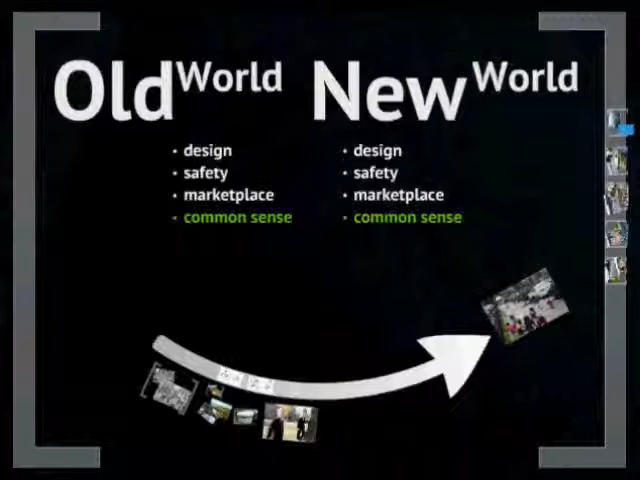 Old World New World
• design • design
• safety • safety
• marketplace • marketplace
• common sense • common sense